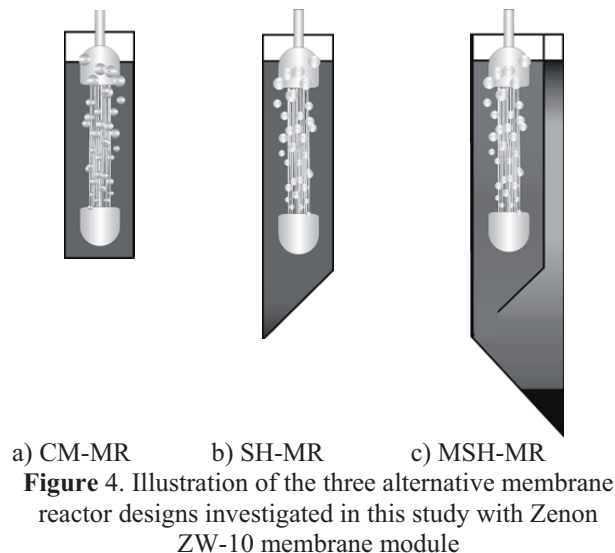 a) CM-MR b) SH-MR c) MSH-MR
Figure 4. Illustration of the three alternative membrane
reactor designs investigated in this study with Zenon
ZW-10 membrane module